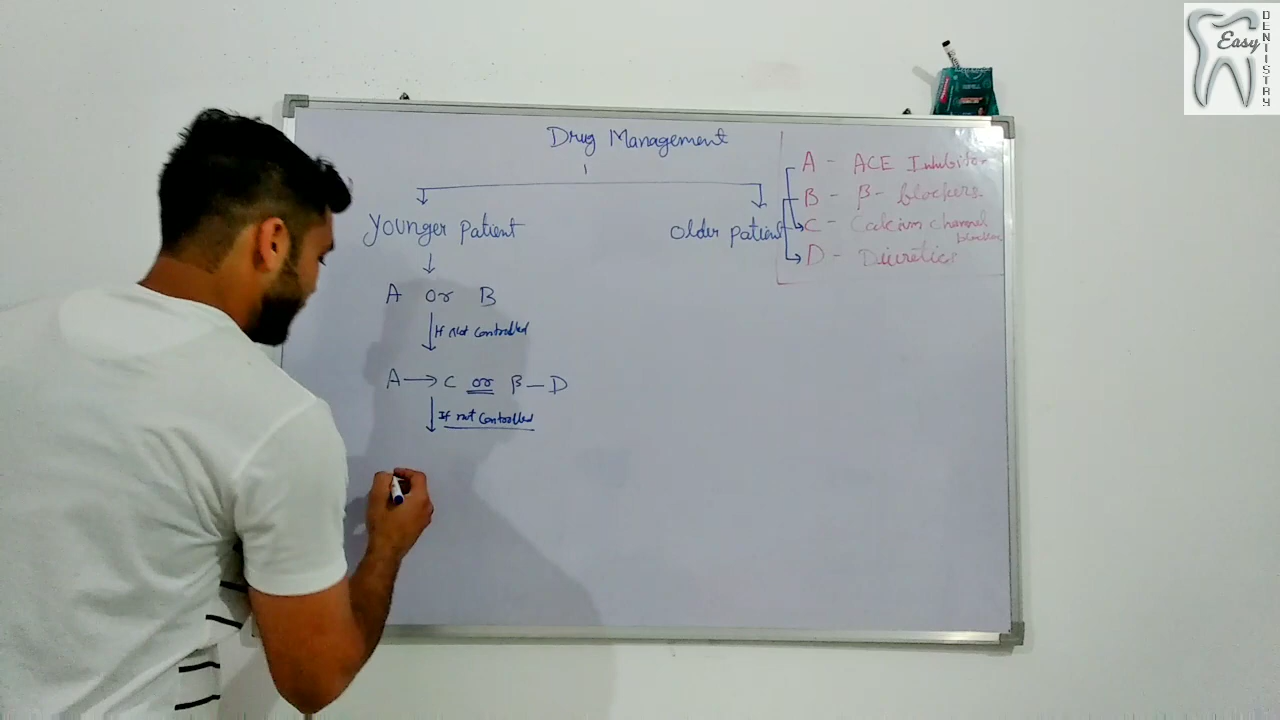 Drug Management
Younger Patient
A or B
If not controlled
A → C or β – D
If not controlled
Older Patient
A - ACE Inhibitor
B - β - blockers.
C - Calcium channel
blocker
D - Diuretics
Easy
DENTISTRY